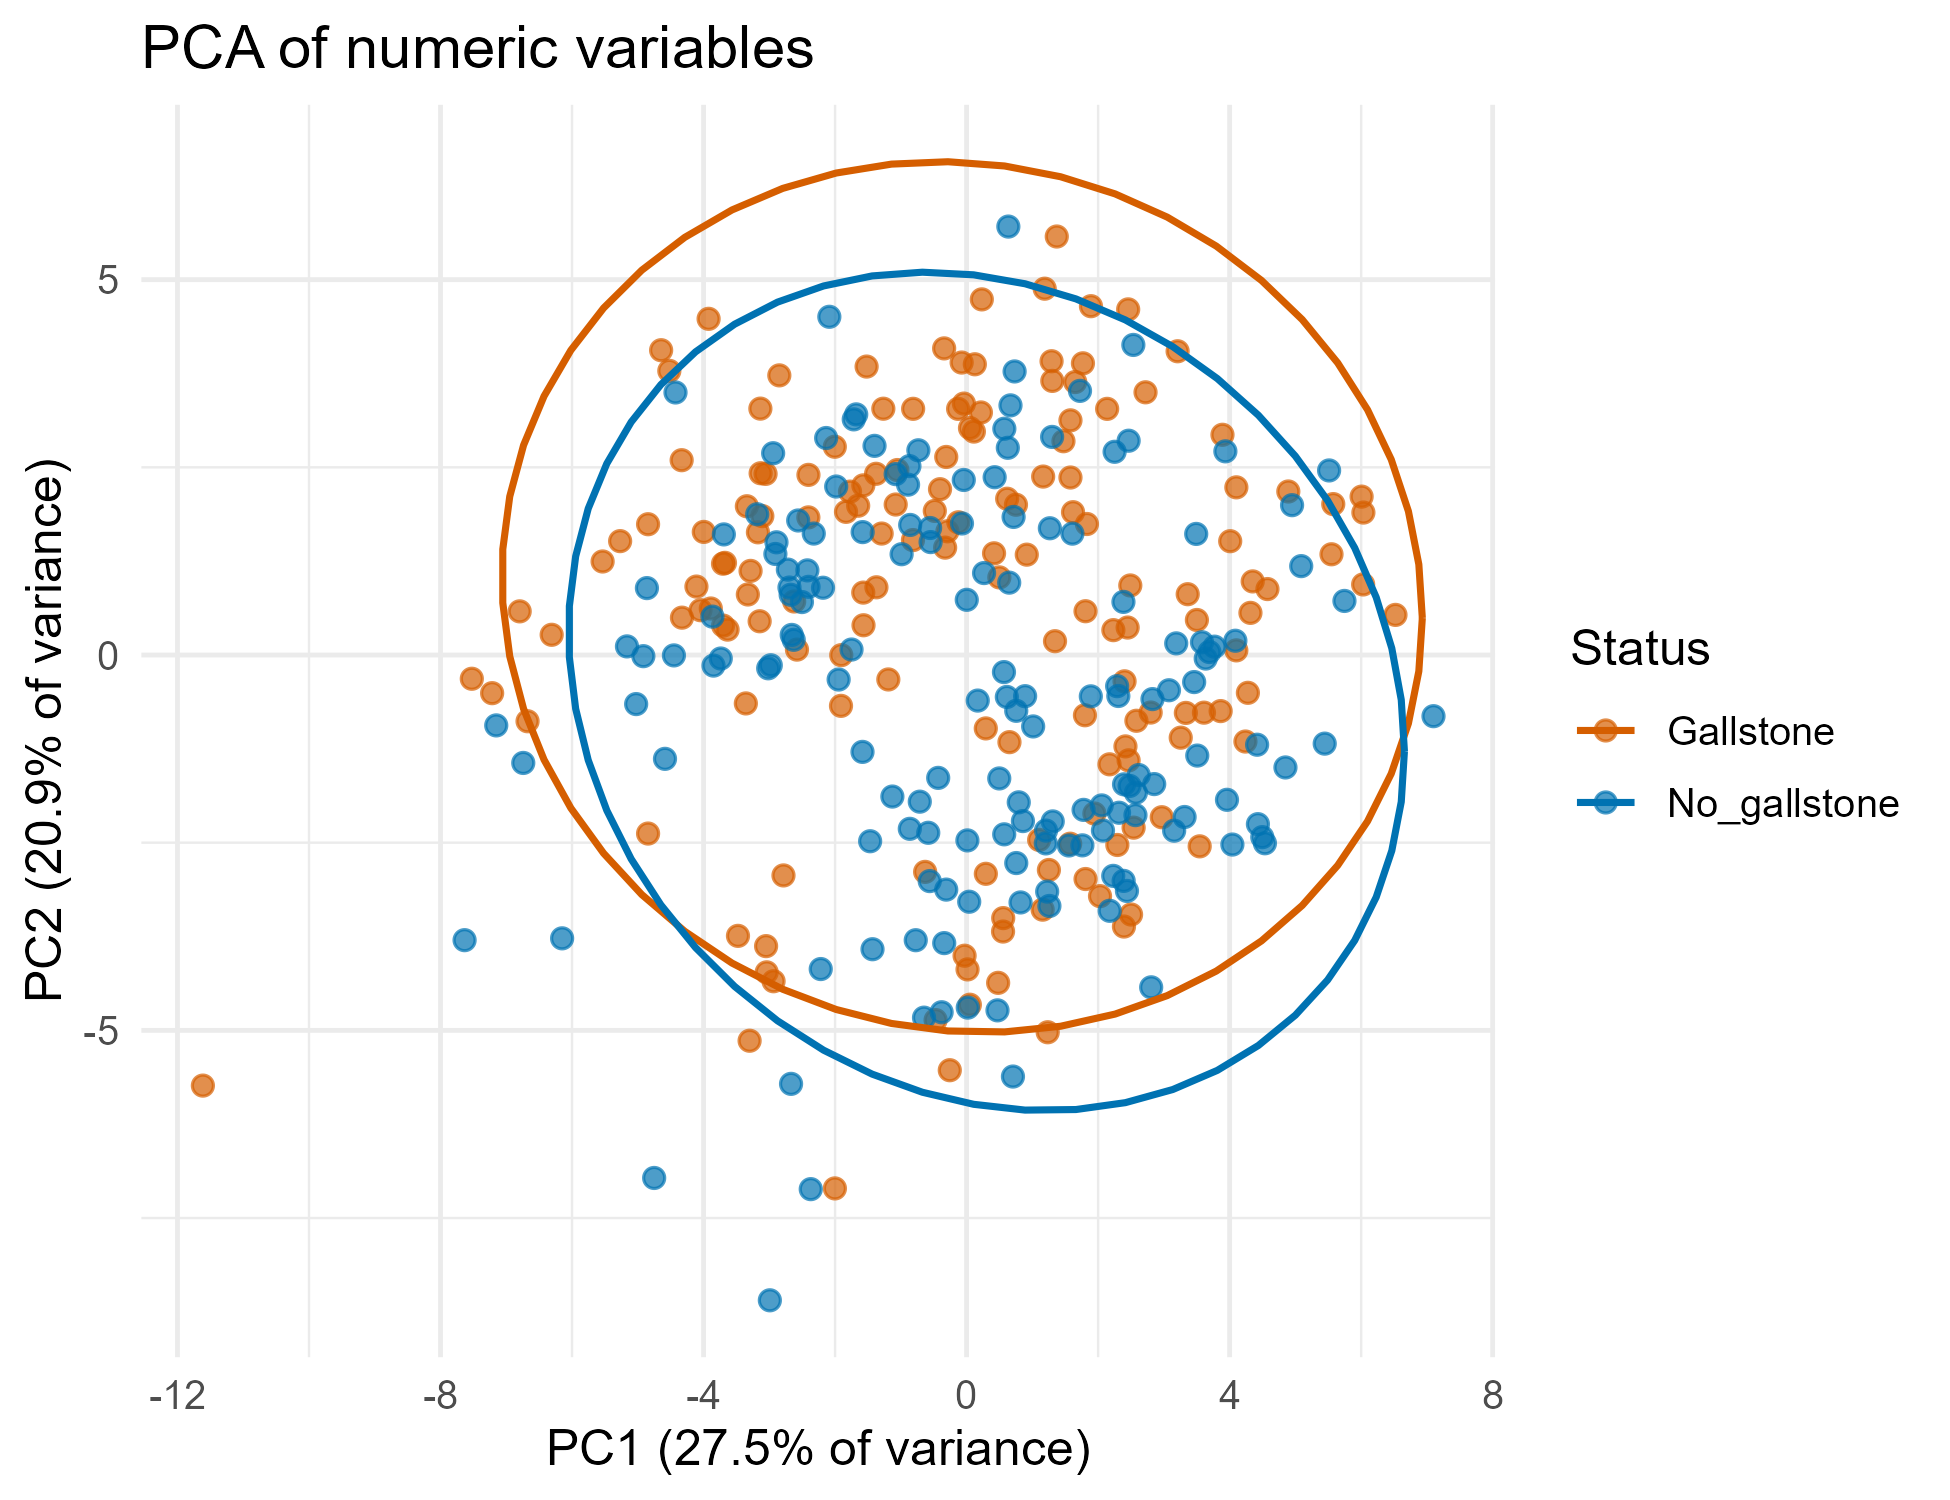 PCA of numeric variables
5
0
-5
PC2 (20.9% of variance)
-12
-8
-4
0
4
8
PC1 (27.5% of variance)
Status
Gallstone
No_gallstone